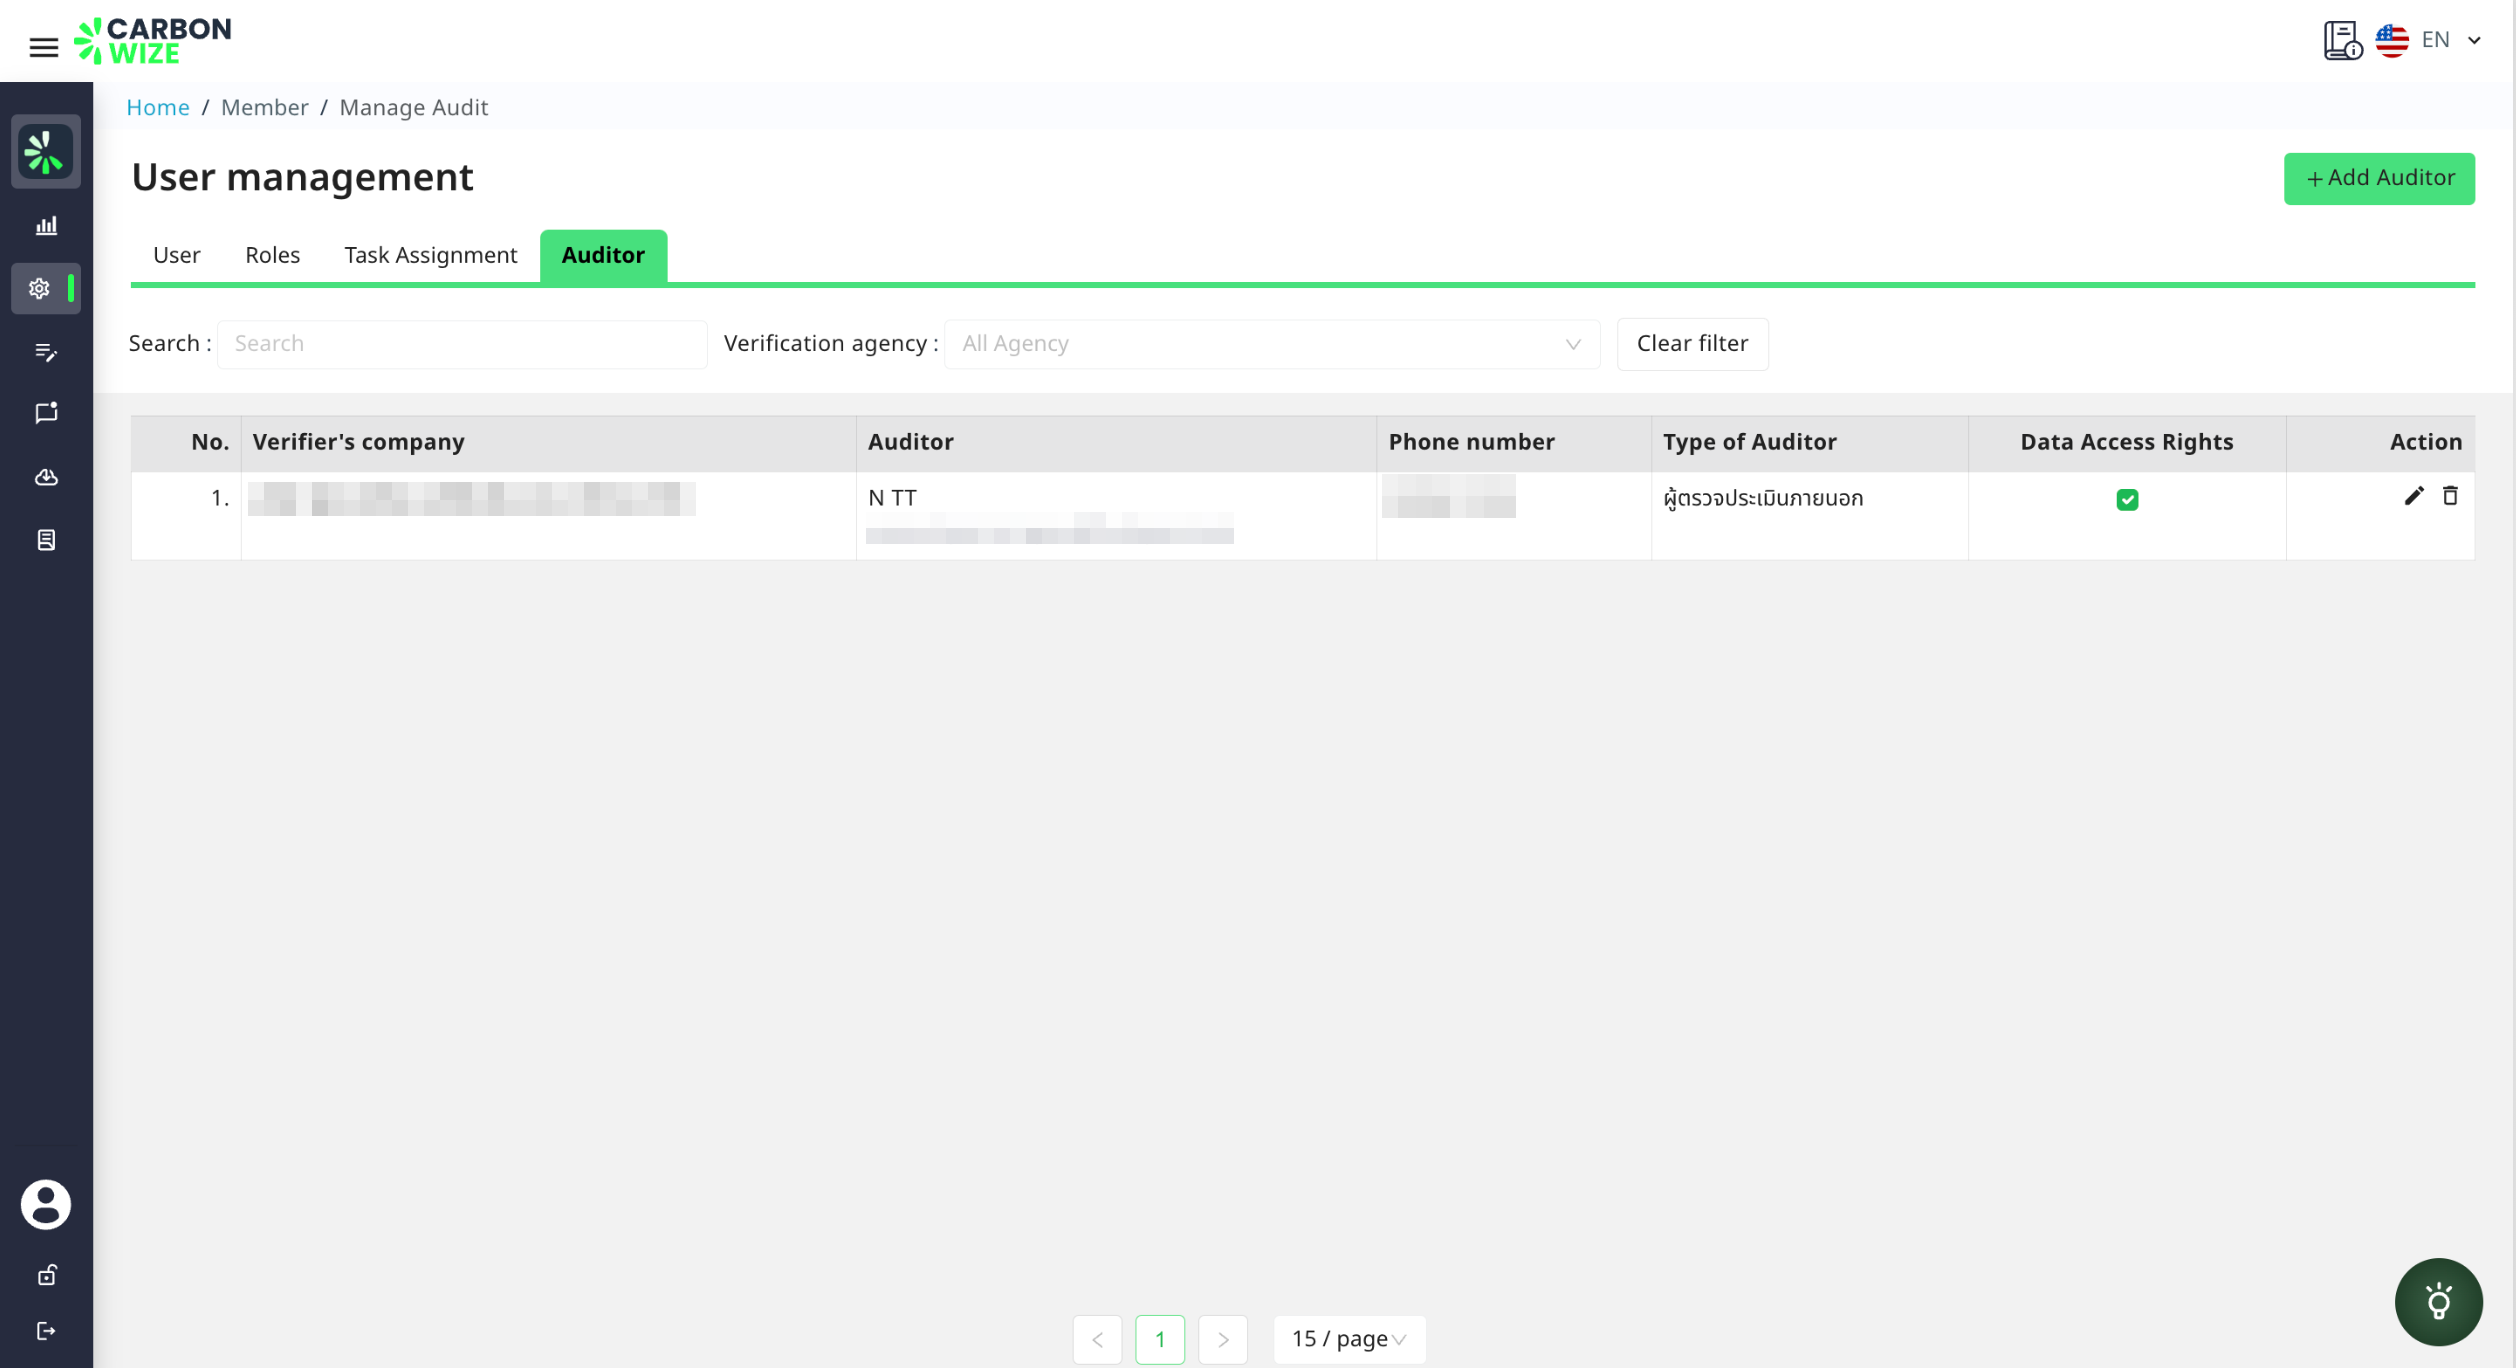 CARBON
WIZE
EN
Home / Member / Manage Audit
User management
+ Add Auditor
User Roles Task Assignment Auditor
Search : Search Verification agency : All Agency Clear filter
No. Verifier's company Auditor Phone number Type of Auditor Data Access Rights Action
1. N TT ผู้ตรวจประเมินภายนอก
< 1 > 15 / page